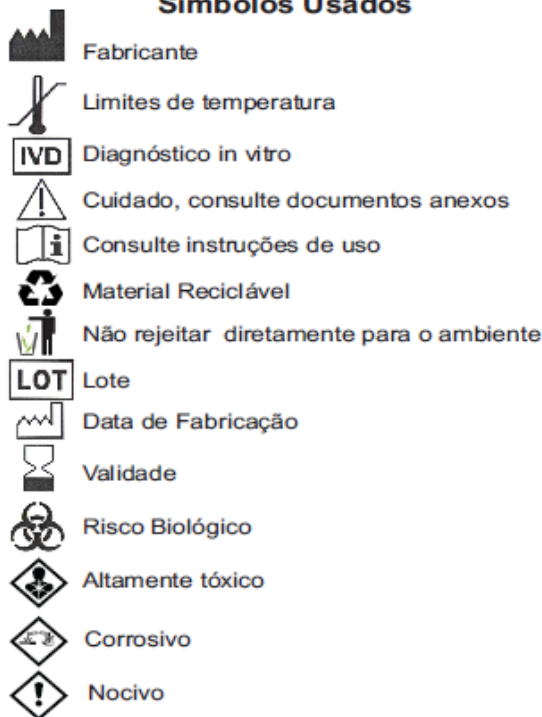 Símbolos Usados
Fabricante
Limites de temperatura
IVD Diagnóstico in vitro
Cuidado, consulte documentos anexos
i Consulte instruções de uso
Material Reciclável
Não rejeitar diretamente para o ambiente
LOT Lote
Data de Fabricação
Validade
Risco Biológico
Altamente tóxico
Corrosivo
Nocivo